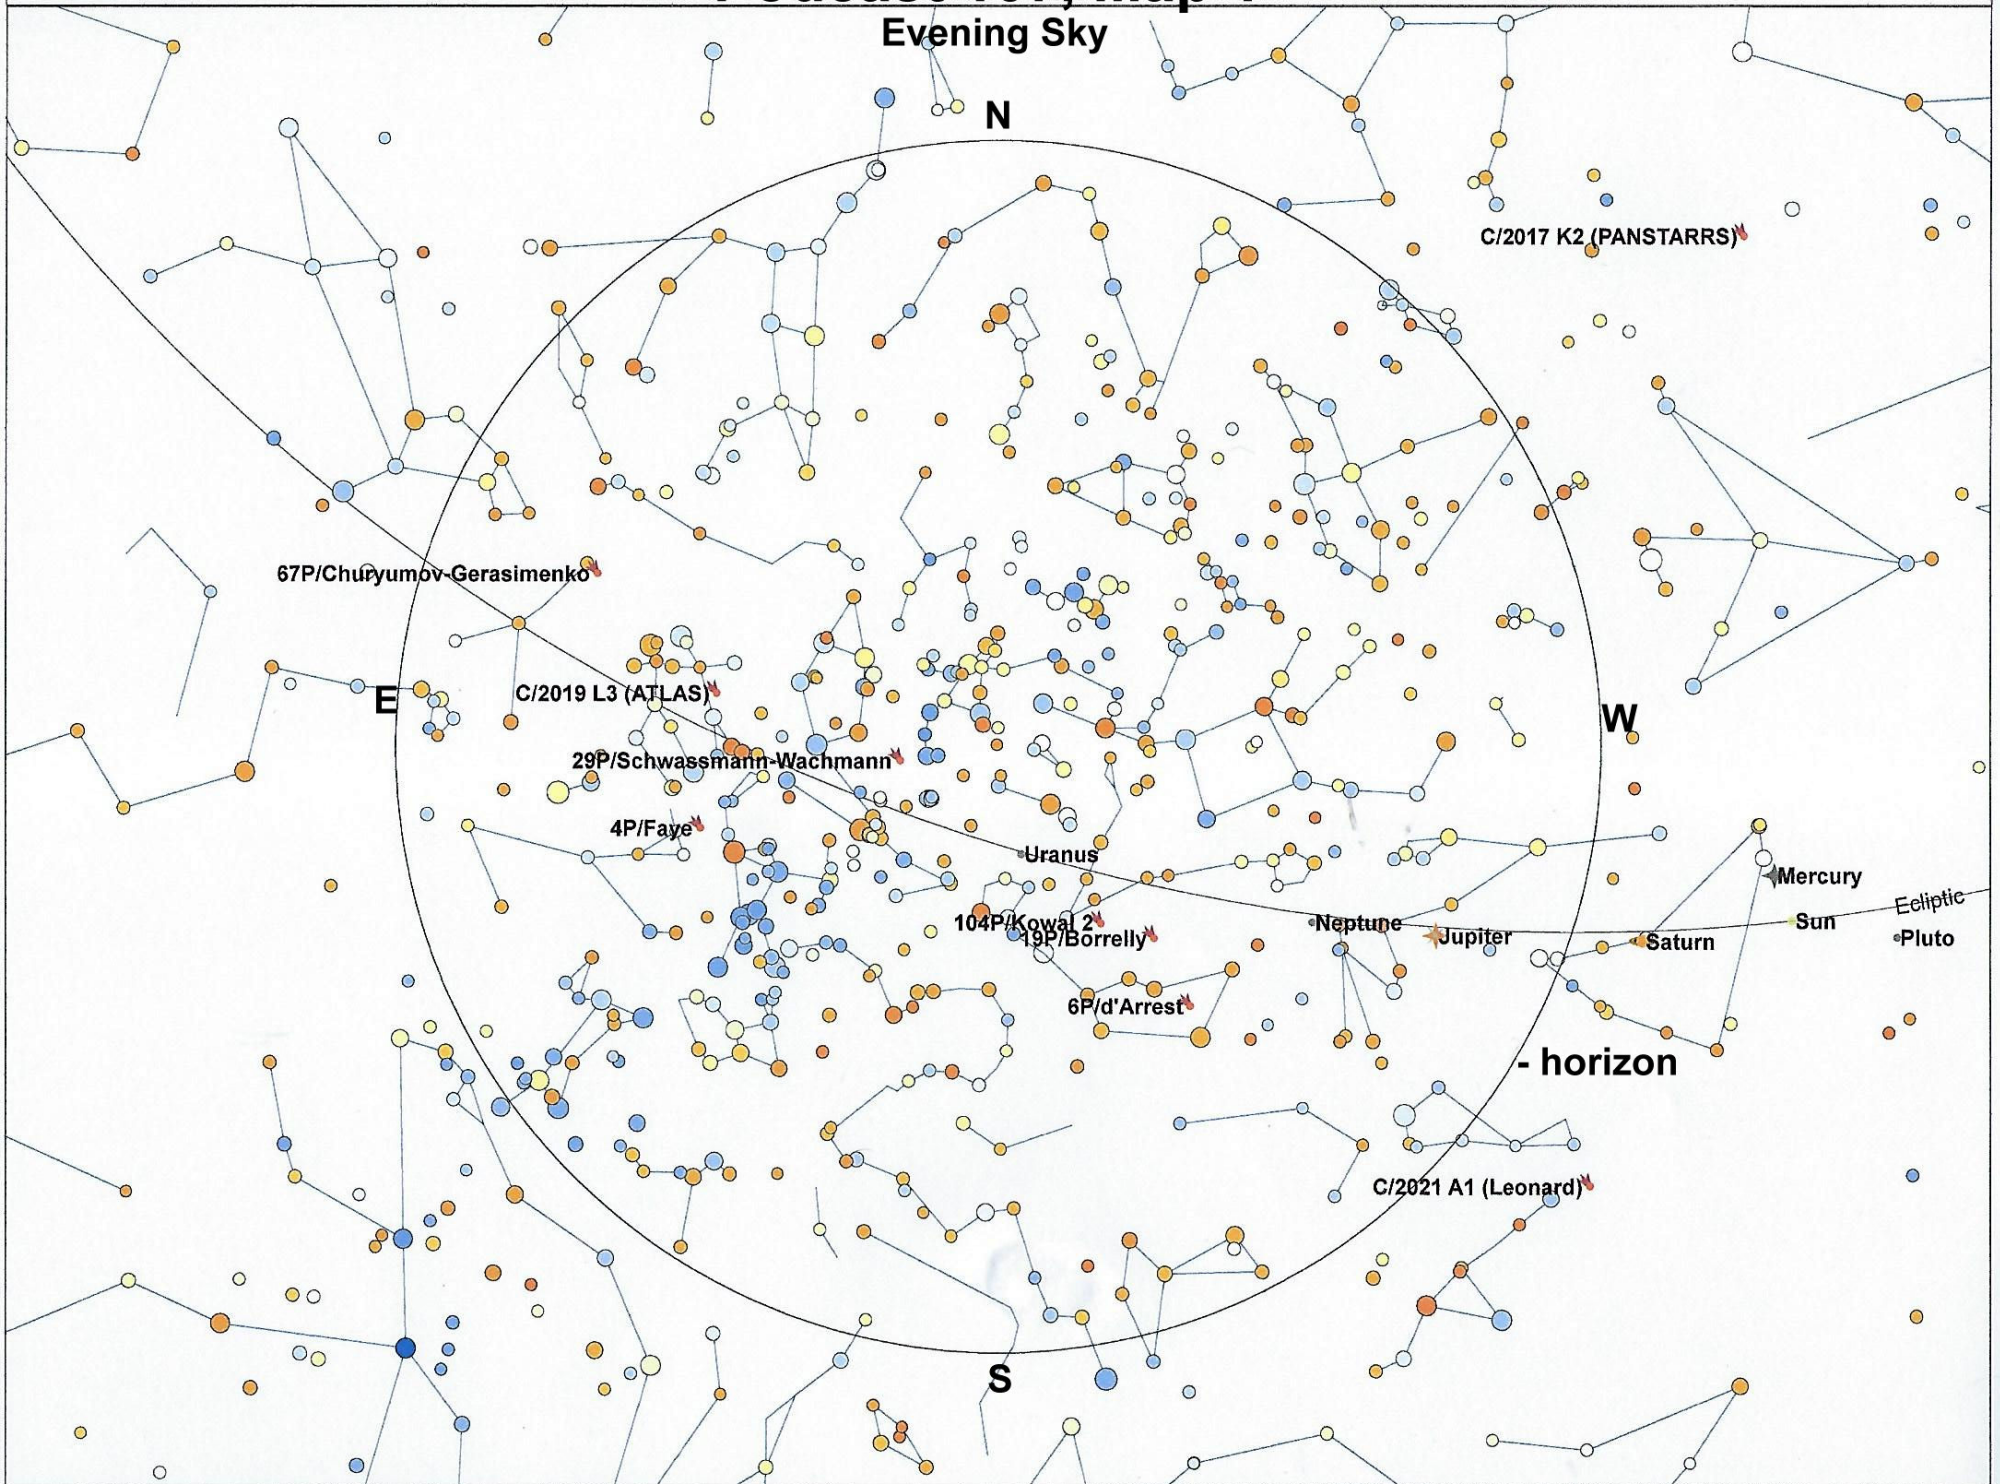 Evening Sky
N
C/2017 K2 (PANSTARRS)
67P/Churyumov-Gerasimenko
E
C/2019 L3 (ATLAS)
W
29P/Schwassmann-Wachmann
4P/Faye
Uranus
Mercury
Ecliptic
104P/Kowal 2
Neptune
Sun
19P/Borrelly
Jupiter
Saturn
Pluto
6P/d'Arrest
- horizon
C/2021 A1 (Leonard)
S